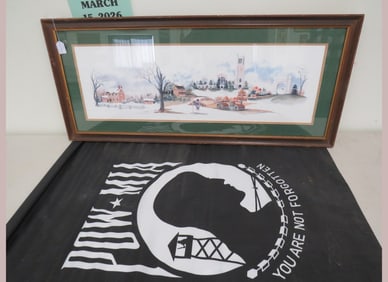 MARCH
15, 2026
POW ★ MIA
YOU ARE NOT FORGOTTEN